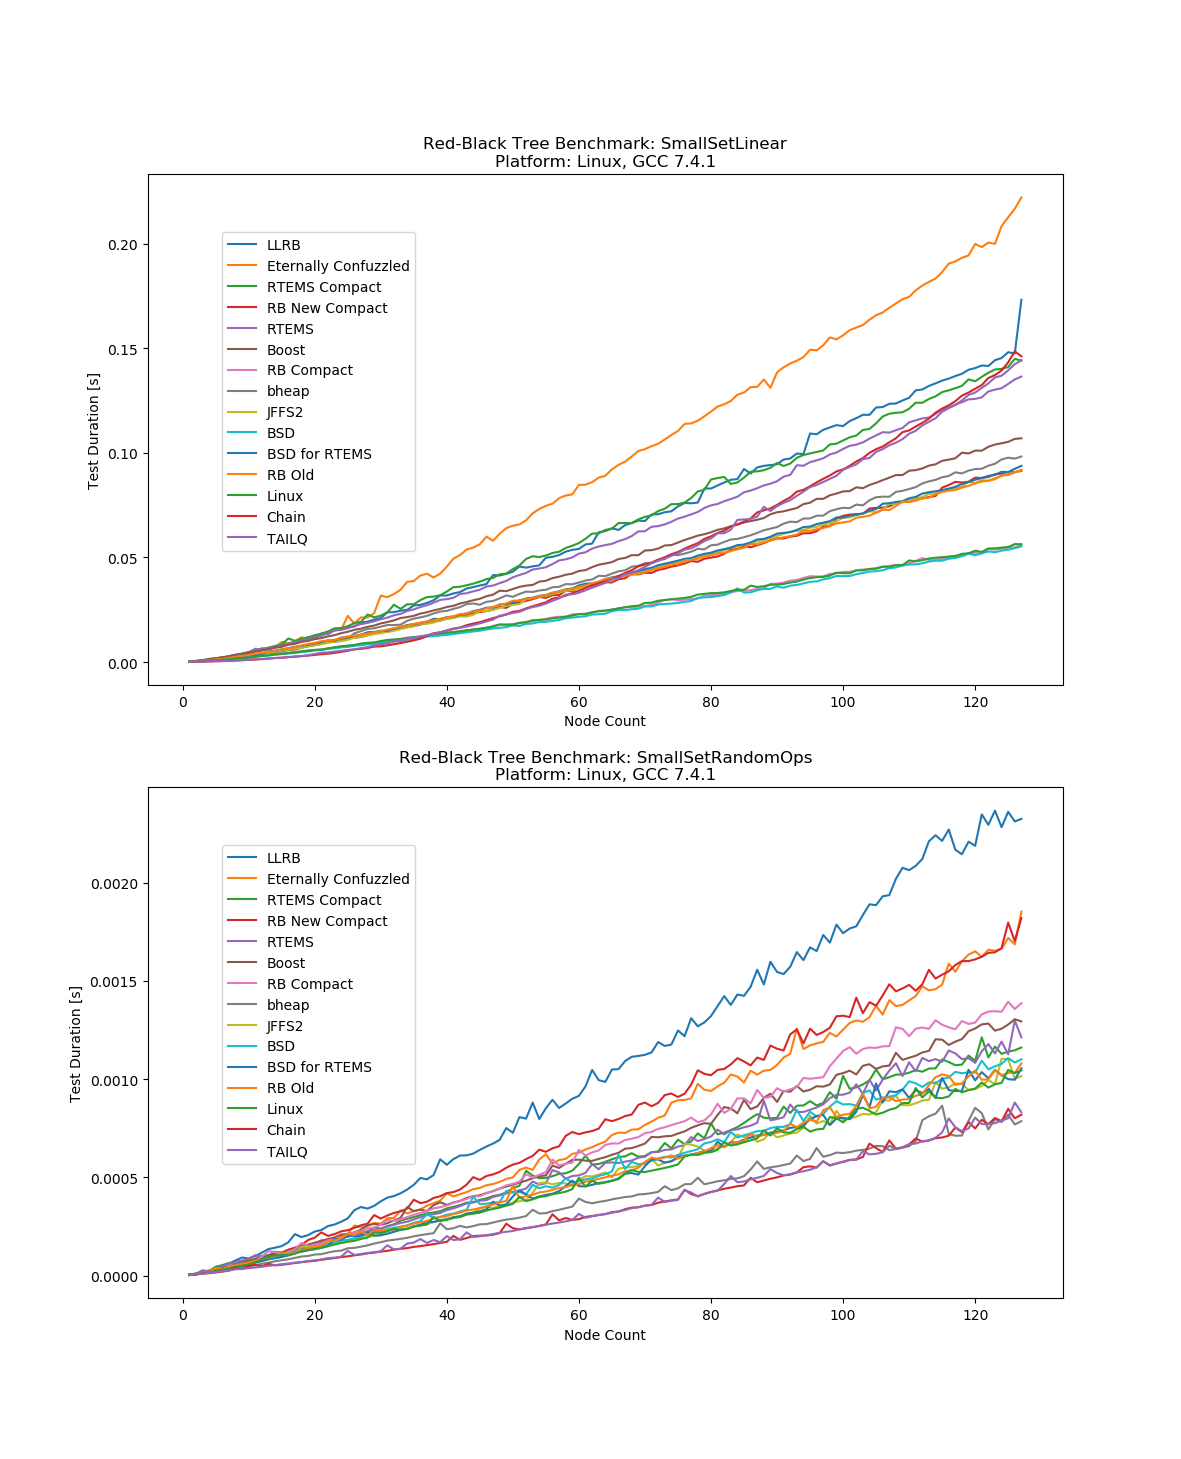 Red-Black Tree Benchmark: SmallSetLinear
Platform: Linux, GCC 7.4.1
Test Duration [s]
0.20
0.15
0.10
0.05
0.00
LLRB
Eternally Confuzzled
RTEMS Compact
RB New Compact
RTEMS
Boost
RB Compact
bheap
JFFS2
BSD
BSD for RTEMS
RB Old
Linux
Chain
TAILQ
0 20 40 60 80 100 120
Node Count
Red-Black Tree Benchmark: SmallSetRandomOps
Platform: Linux, GCC 7.4.1
Test Duration [s]
0.0020
0.0015
0.0010
0.0005
0.0000
LLRB
Eternally Confuzzled
RTEMS Compact
RB New Compact
RTEMS
Boost
RB Compact
bheap
JFFS2
BSD
BSD for RTEMS
RB Old
Linux
Chain
TAILQ
0 20 40 60 80 100 120
Node Count